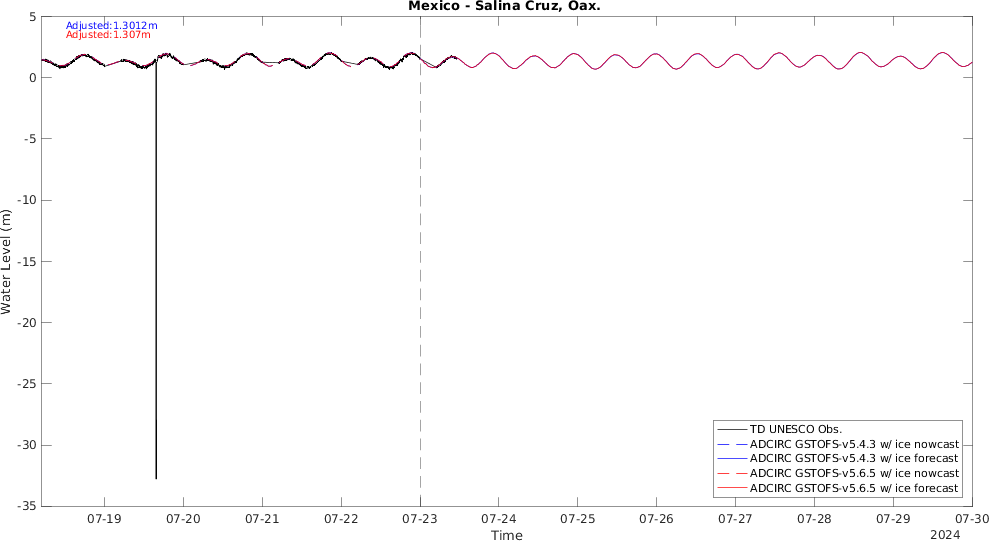 Mexico - Salina Cruz, Oax.
Adjusted:1.3012m
Adjusted:1.307m
5
0
-5
-10
-15
-20
-25
-30
-35
Water Level (m)
07-19 07-20 07-21 07-22 07-23 07-24 07-25 07-26 07-27 07-28 07-29 07-30
Time
2024
TD UNESCO Obs.
ADCIRC GSTOFS-v5.4.3 w/ ice nowcast
ADCIRC GSTOFS-v5.4.3 w/ ice forecast
ADCIRC GSTOFS-v5.6.5 w/ ice nowcast
ADCIRC GSTOFS-v5.6.5 w/ ice forecast